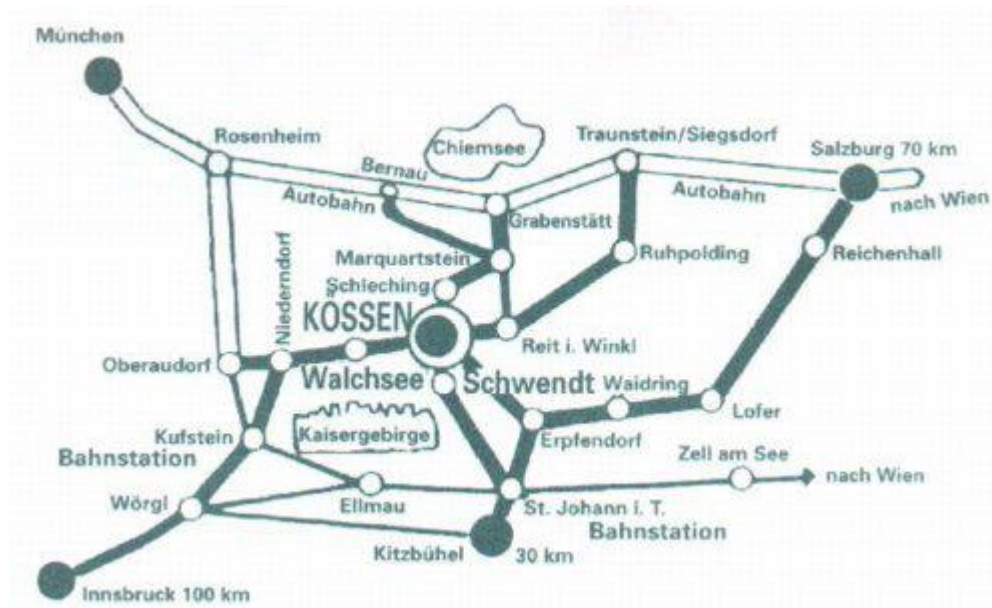 München
Rosenheim
Chiemsee
Traunstein/Siegsdorf
Salzburg 70 km
Bernau
Autobahn
Autobahn
nach Wien
Grabenstätt
Marquartstein
Ruhpolding
Reichenhall
Schleching
Niederndorf
KÖSSEN
Reit i. Winkl
Oberaudorf
Walchsee
Schwendt
Waidring
Lofer
Kaisergebirge
Erpfendorf
Kufstein
Bahnstation
Zell am See
nach Wien
Wörgl
Ellmau
St. Johann i. T.
Bahnstation
Kitzbühel
30 km
Innsbruck 100 km